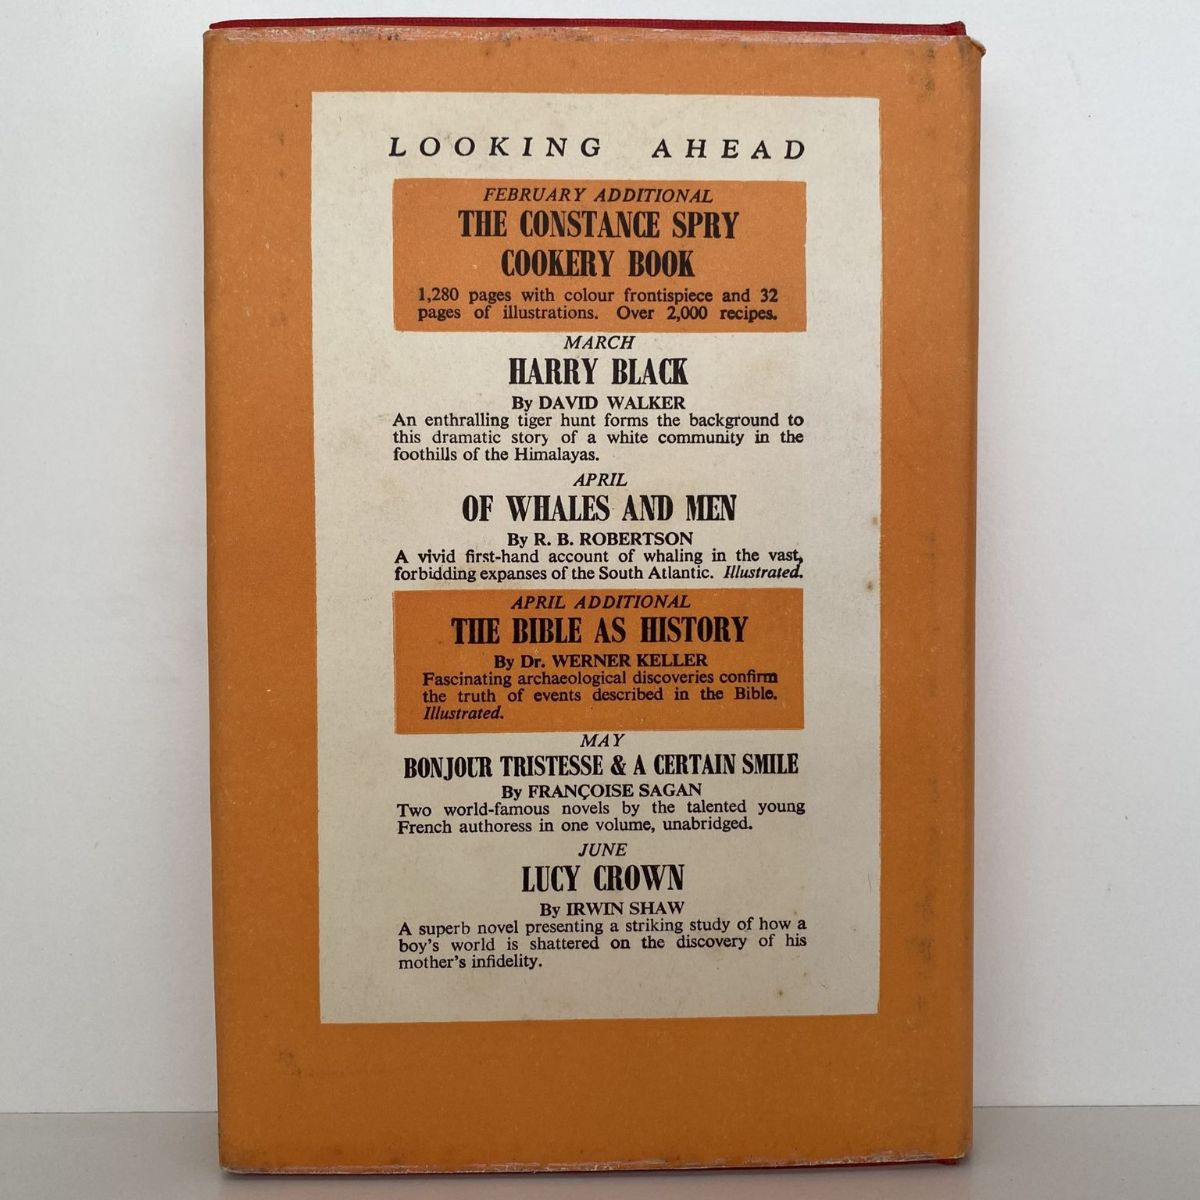 LOOKING AHEAD
FEBRUARY ADDITIONAL
THE CONSTANCE SPRY
COOKERY BOOK
1,280 pages with colour frontispiece and 32
pages of illustrations. Over 2,000 recipes.
MARCH
HARRY BLACK
By DAVID WALKER
An enthralling tiger hunt forms the background to
this dramatic story of a white community in the
foothills of the Himalayas.
APRIL
OF WHALES AND MEN
By R. B. ROBERTSON
A vivid first-hand account of whaling in the vast,
forbidding expanses of the South Atlantic. Illustrated.
APRIL ADDITIONAL
THE BIBLE AS HISTORY
By Dr. WERNER KELLER
Fascinating archaeological discoveries confirm
the truth of events described in the Bible.
Illustrated.
MAY
BONJOUR TRISTESSE & A CERTAIN SMILE
By FRANÇOISE SAGAN
Two world-famous novels by the talented young
French authoress in one volume, unabridged.
JUNE
LUCY CROWN
By IRWIN SHAW
A superb novel presenting a striking study of how a
boy's world is shattered on the discovery of his
mother's infidelity.